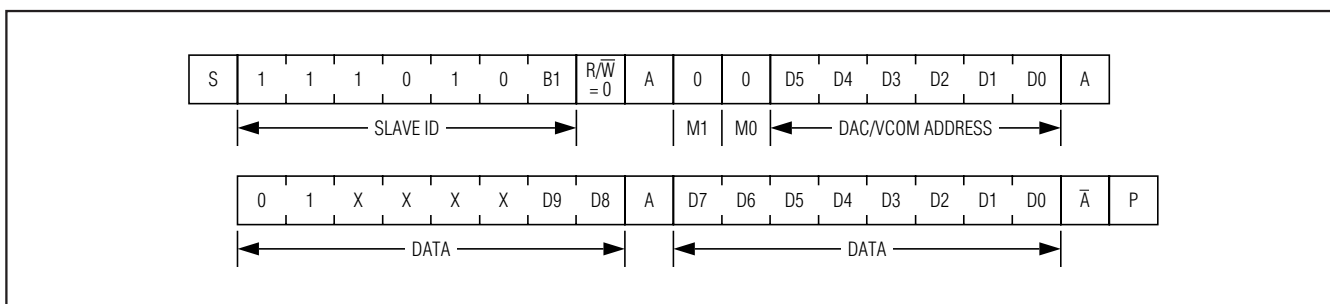 S 1 1 1 0 1 0 B1 R/W̅ = 0 A 0 0 D5 D4 D3 D2 D1 D0 A
SLAVE ID M1 M0 DAC/VCOM ADDRESS
0 1 X X X X D9 D8 A D7 D6 D5 D4 D3 D2 D1 D0 A̅ P
DATA DATA